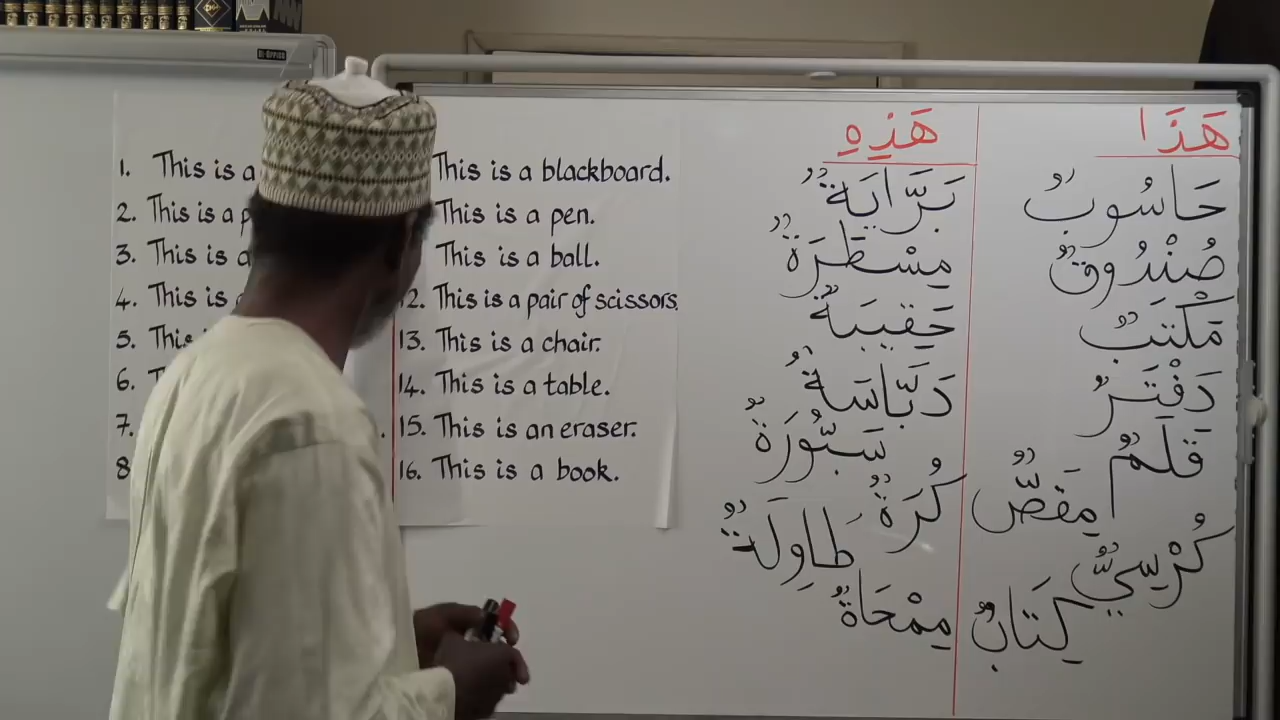 1. This is a
2. This is a p
3. This is a
4. This is
5. This
6. T
7.
8
This is a blackboard.
This is a pen.
This is a ball.
12. This is a pair of scissors.
13. This is a chair.
14. This is a table.
15. This is an eraser.
16. This is a book.
هَذَا
حَاسُوبٌ
صُنْدُوقٌ
مَكْتَبٌ
دَفْتَرٌ
قَلَمٌ
مِقَصٌّ
كُرْسِيٌّ
كِتَابٌ
هَذِهِ
بَرَّايَةٌ
مِسْطَرَةٌ
حَقِيبَةٌ
دَبَّاسَةٌ
سَبُّورَةٌ
كُرَةٌ
طَاوِلَةٌ
مِمْحَاةٌ